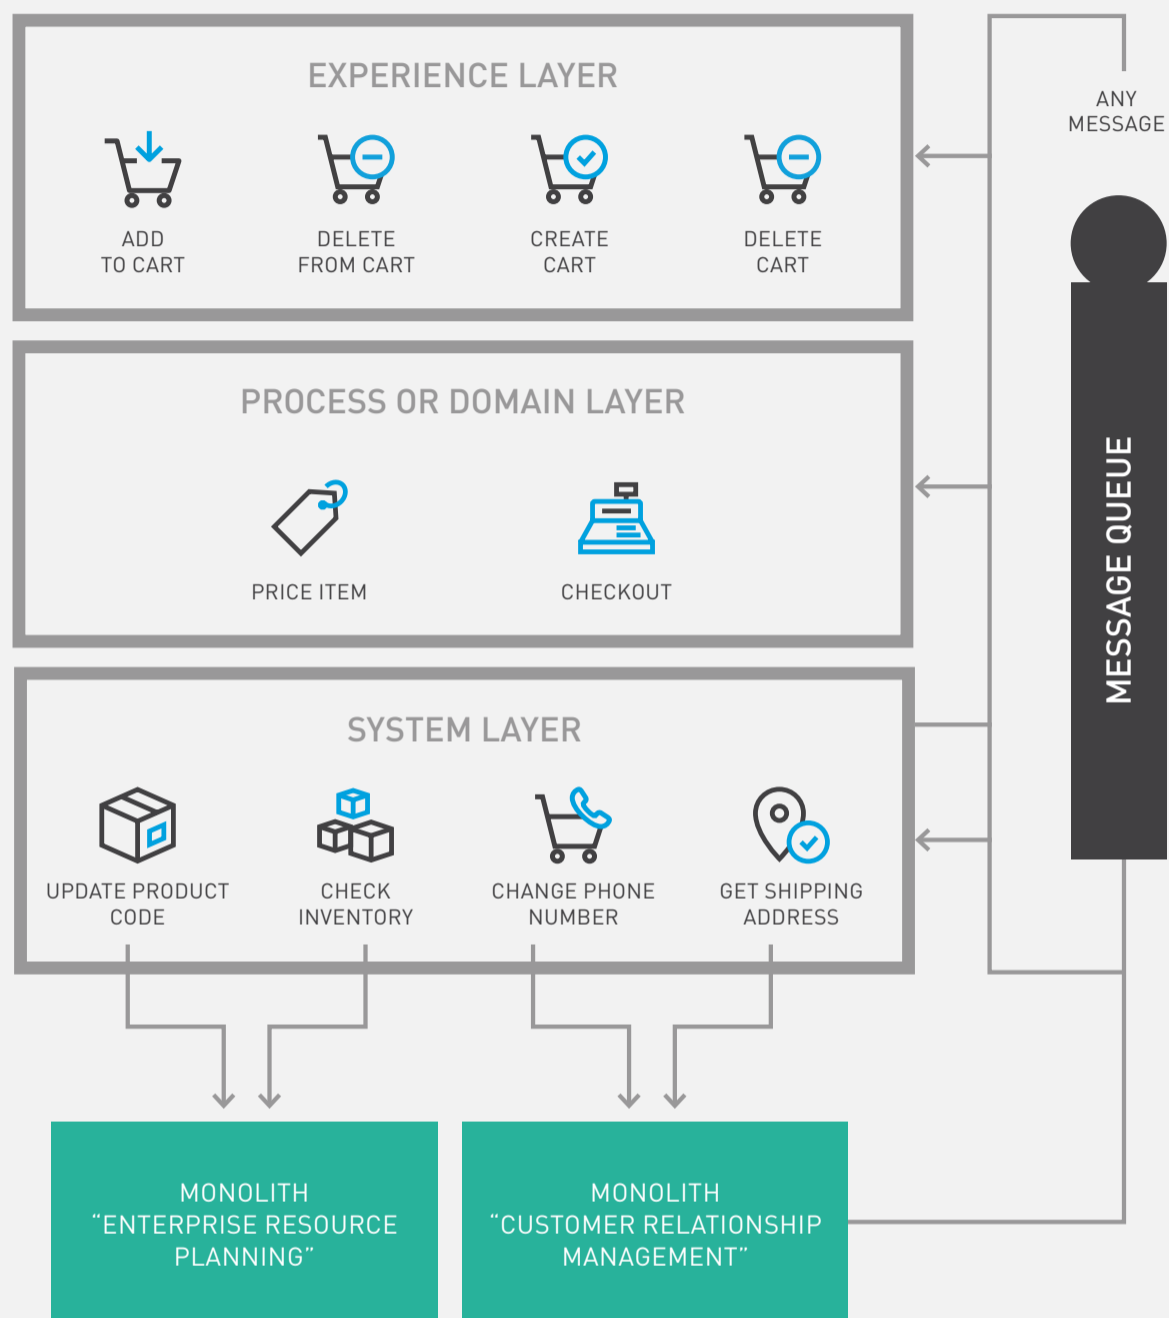 EXPERIENCE LAYER
ADD
TO CART
DELETE
FROM CART
CREATE
CART
DELETE
CART
ANY
MESSAGE
PROCESS OR DOMAIN LAYER
PRICE ITEM
CHECKOUT
MESSAGE QUEUE
SYSTEM LAYER
UPDATE PRODUCT
CODE
CHECK
INVENTORY
CHANGE PHONE
NUMBER
GET SHIPPING
ADDRESS
MONOLITH
“ENTERPRISE RESOURCE
PLANNING”
MONOLITH
“CUSTOMER RELATIONSHIP
MANAGEMENT”